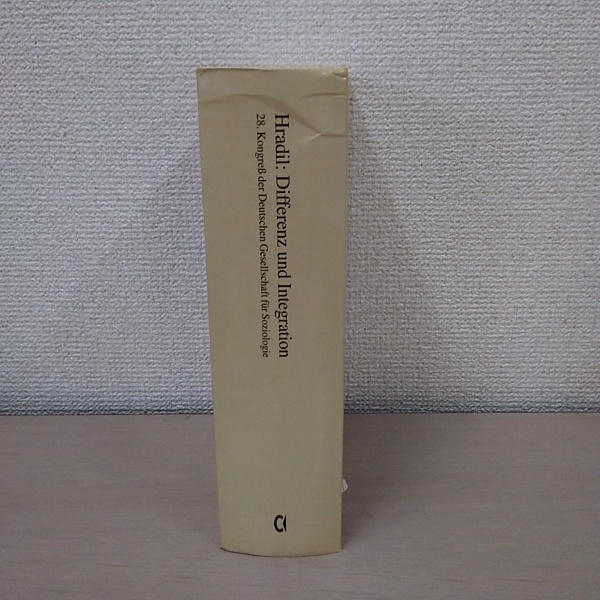 Hradil: Differenz und Integration
28. Kongreß der Deutschen Gesellschaft für Soziologie